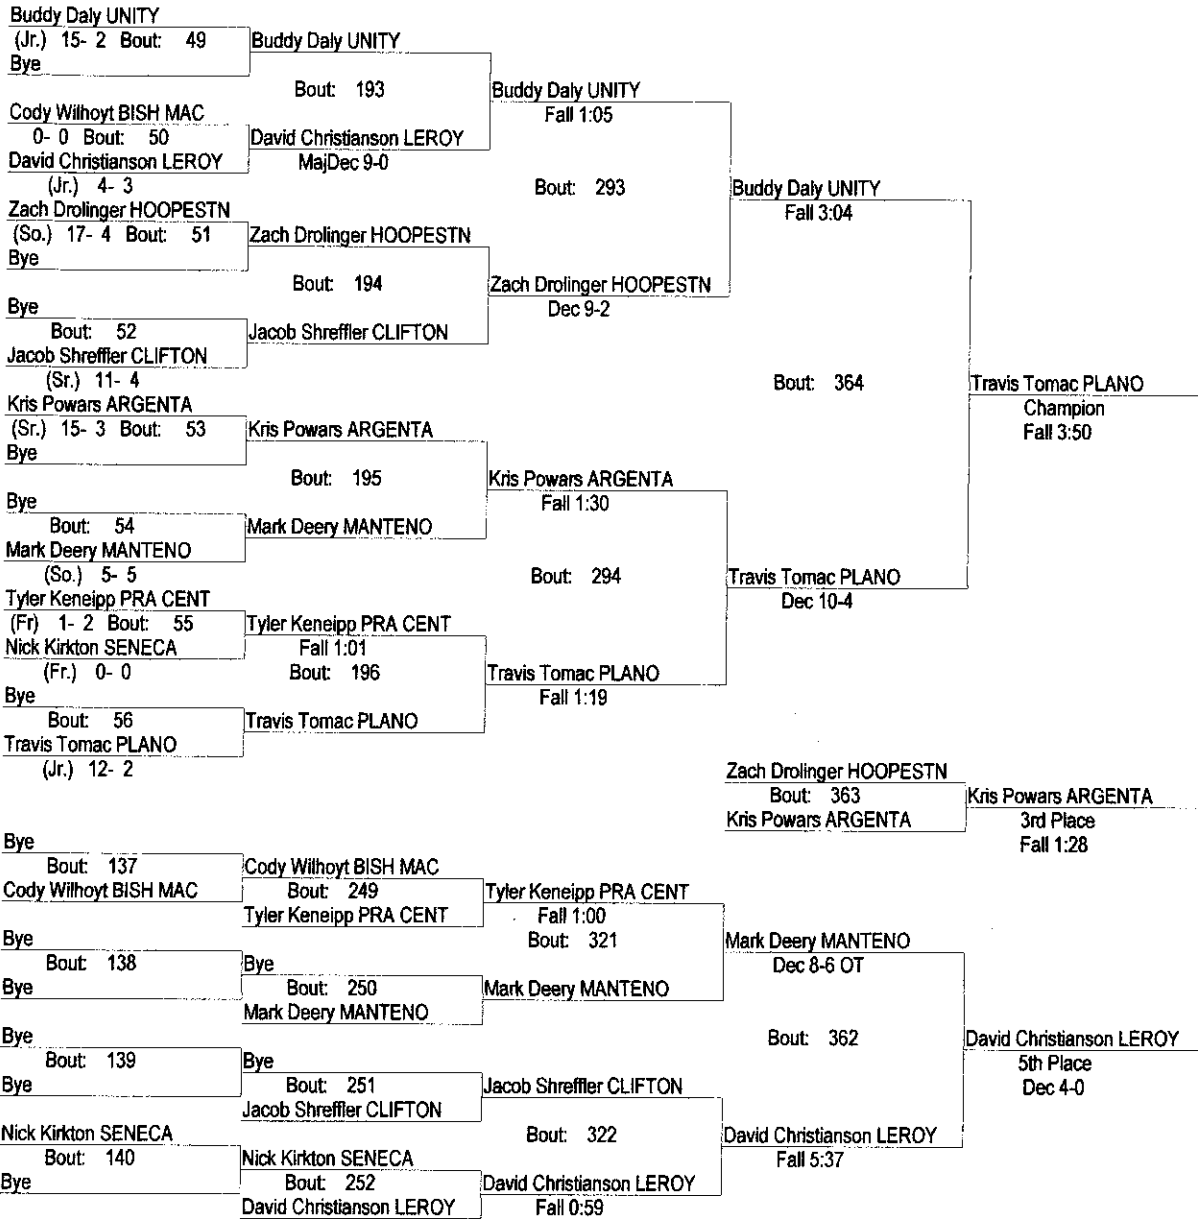 Buddy Daly UNITY
(Jr.) 15- 2 Bout: 49
Buddy Daly UNITY
Bye
Bout: 193
Buddy Daly UNITY
Fall 1:05
Cody Wilhoyt BISH MAC
0- 0 Bout: 50
David Christianson LEROY
David Christianson LEROY
MajDec 9-0
(Jr.) 4- 3
Bout: 293
Buddy Daly UNITY
Fall 3:04
Zach Drolinger HOOPESTN
(So.) 17- 4 Bout: 51
Zach Drolinger HOOPESTN
Bye
Bout: 194
Zach Drolinger HOOPESTN
Dec 9-2
Bye
Bout: 52
Jacob Shreffler CLIFTON
Jacob Shreffler CLIFTON
(Sr.) 11- 4
Bout: 364
Travis Tomac PLANO
Champion
Fall 3:50
Kris Powars ARGENTA
(Sr.) 15- 3 Bout: 53
Kris Powars ARGENTA
Bye
Bout: 195
Kris Powars ARGENTA
Fall 1:30
Bye
Bout: 54
Mark Deery MANTENO
Mark Deery MANTENO
(So.) 5- 5
Bout: 294
Travis Tomac PLANO
Dec 10-4
Tyler Keneipp PRA CENT
(Fr) 1- 2 Bout: 55
Tyler Keneipp PRA CENT
Nick Kirkton SENECA
Fall 1:01
(Fr.) 0- 0
Bout: 196
Travis Tomac PLANO
Fall 1:19
Bye
Bout: 56
Travis Tomac PLANO
Travis Tomac PLANO
(Jr.) 12- 2
Zach Drolinger HOOPESTN
Bout: 363
Kris Powars ARGENTA
Kris Powars ARGENTA
3rd Place
Fall 1:28
Bye
Bout: 137
Cody Wilhoyt BISH MAC
Cody Wilhoyt BISH MAC
Bout: 249
Tyler Keneipp PRA CENT
Tyler Keneipp PRA CENT
Fall 1:00
Bout: 321
Mark Deery MANTENO
Dec 8-6 OT
Bye
Bout: 138
Bye
Bye
Bout: 250
Mark Deery MANTENO
Mark Deery MANTENO
Bye
Bout: 139
Bye
Bye
Bout: 251
Jacob Shreffler CLIFTON
Jacob Shreffler CLIFTON
Bout: 362
David Christianson LEROY
5th Place
Dec 4-0
Nick Kirkton SENECA
Bout: 140
Bye
Nick Kirkton SENECA
Bout: 252
David Christianson LEROY
Bout: 322
David Christianson LEROY
Fall 0:59
David Christianson LEROY
Fall 5:37